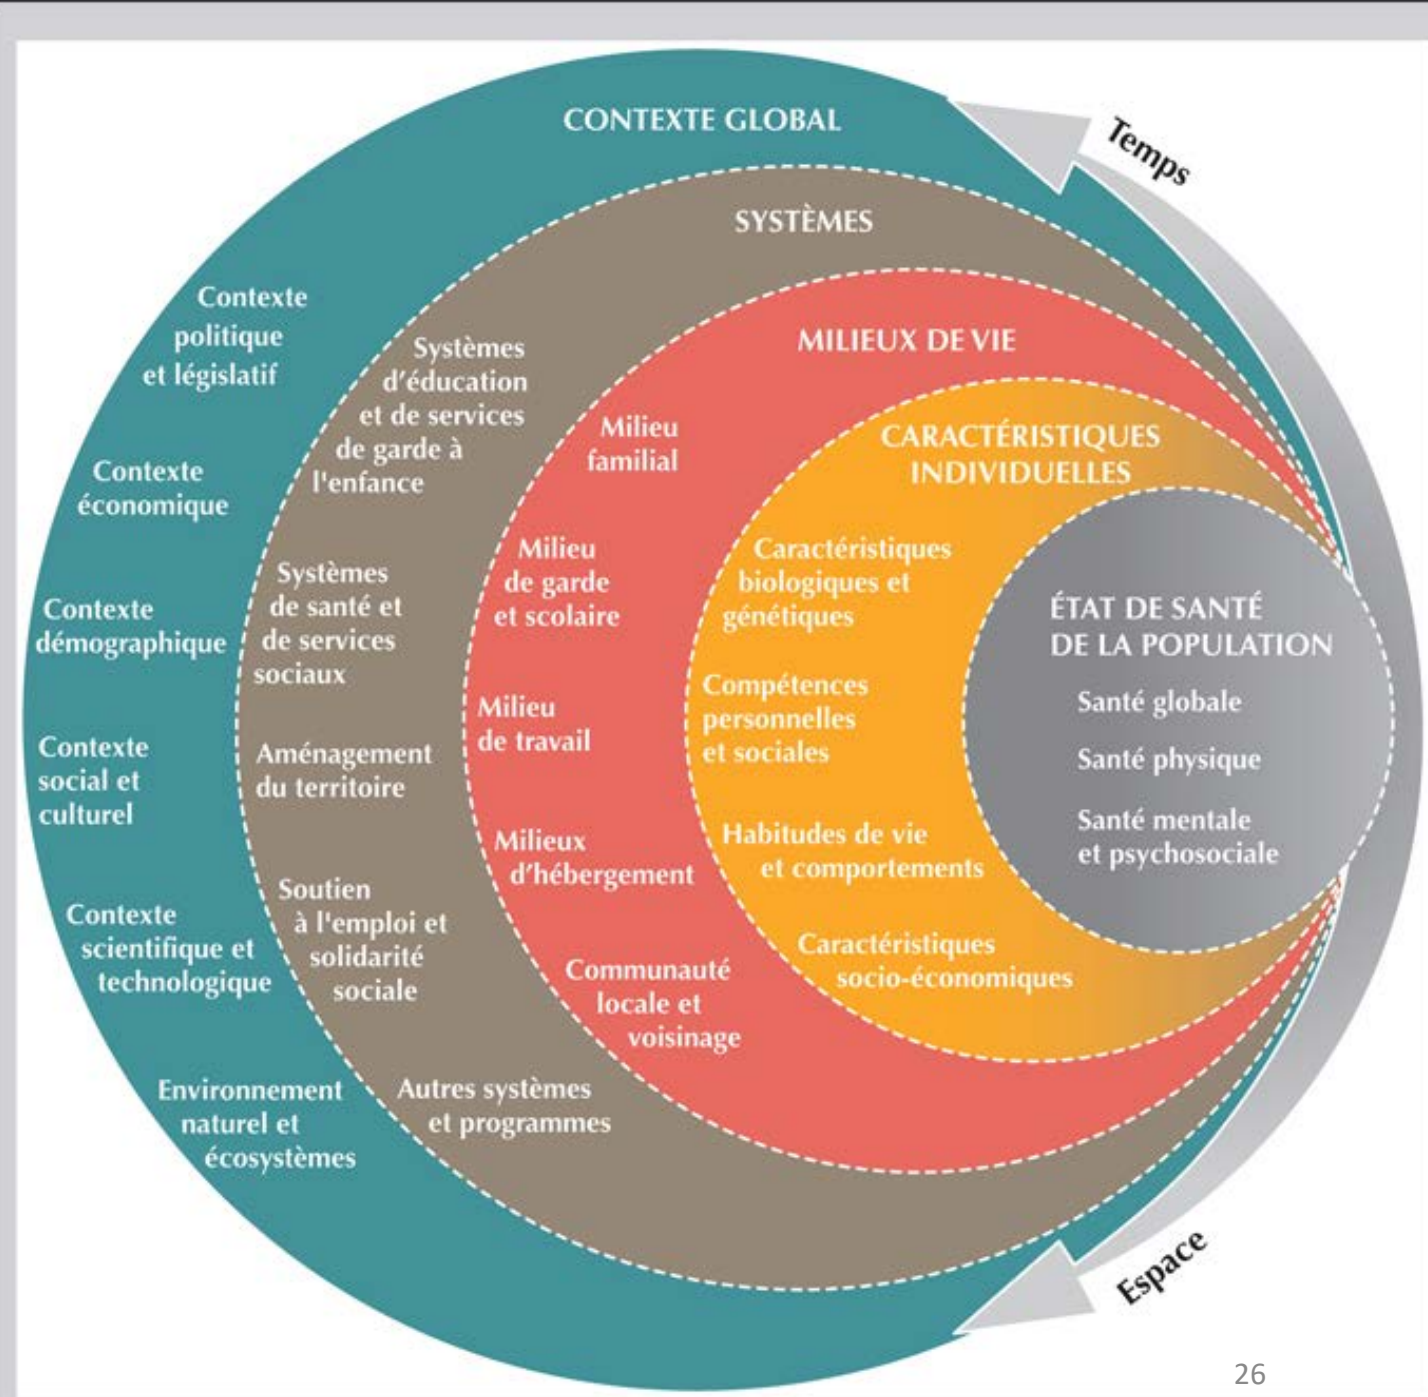 CONTEXTE GLOBAL
Contexte
politique
et législatif
Contexte
économique
Contexte
démographique
Contexte
social et
culturel
Contexte
scientifique et
technologique
Environnement
naturel et
écosystèmes
SYSTÈMES
Systèmes
d'éducation
et de services
de garde à
l'enfance
Systèmes
de santé et
de services
sociaux
Aménagement
du territoire
Soutien
à l'emploi et
solidarité
sociale
Autres systèmes
et programmes
MILIEUX DE VIE
Milieu
familial
Milieu
de garde
et scolaire
Milieu
de travail
Milieux
d'hébergement
Communauté
locale et
voisinage
CARACTÉRISTIQUES
INDIVIDUELLES
Caractéristiques
biologiques et
génétiques
Compétences
personnelles
et sociales
Habitudes de vie
et comportements
Caractéristiques
socio-économiques
ÉTAT DE SANTÉ
DE LA POPULATION
Santé globale
Santé physique
Santé mentale
et psychosociale
Temps
Espace
26